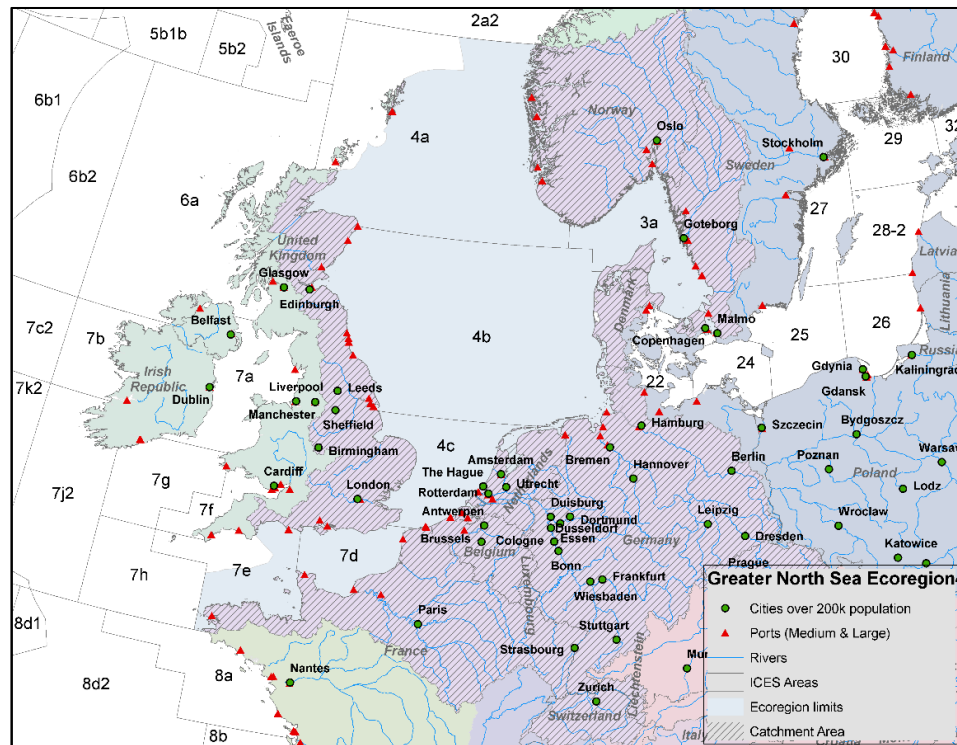 2a2
5b1b
5b2
Faeroe
Islands
30
Finland
6b1
4a
Norway
Oslo
Stockholm
29
32
Sweden
6b2
6a
27
28-2
3a
Goteborg
Latvia
United
Kingdom
Glasgow
Edinburgh
Denmark
Lithuania
7c2
7b
Belfast
4b
Malmo
Copenhagen
25
26
24
Russia
7k2
Irish
Republic
7a
Dublin
Liverpool
Leeds
Manchester
Sheffield
22
Gdynia
Kaliningrad
Gdansk
Hamburg
Szczecin
Bydgoszcz
4c
Birmingham
Bremen
Amsterdam
The Hague
Utrecht
Netherlands
Hannover
Berlin
Poznan
Warsaw
Poland
Lodz
7j2
7g
Cardiff
London
Rotterdam
Antwerpen
Duisburg
Dortmund
Dusseldorf
Essen
Leipzig
Wroclaw
7f
Brussels
Belgium
Cologne
Germany
Dresden
Katowice
7h
7e
7d
Bonn
Prague
Luxembourg
Frankfurt
Wiesbaden
8d1
Paris
Stuttgart
Strasbourg
France
Liechtenstein
Mun
8a
Nantes
8d2
Zurich
Switzerland
Italy
8b
Croatia
Greater North Sea Ecoregion
Cities over 200k population
Ports (Medium & Large)
Rivers
ICES Areas
Ecoregion limits
Catchment Area